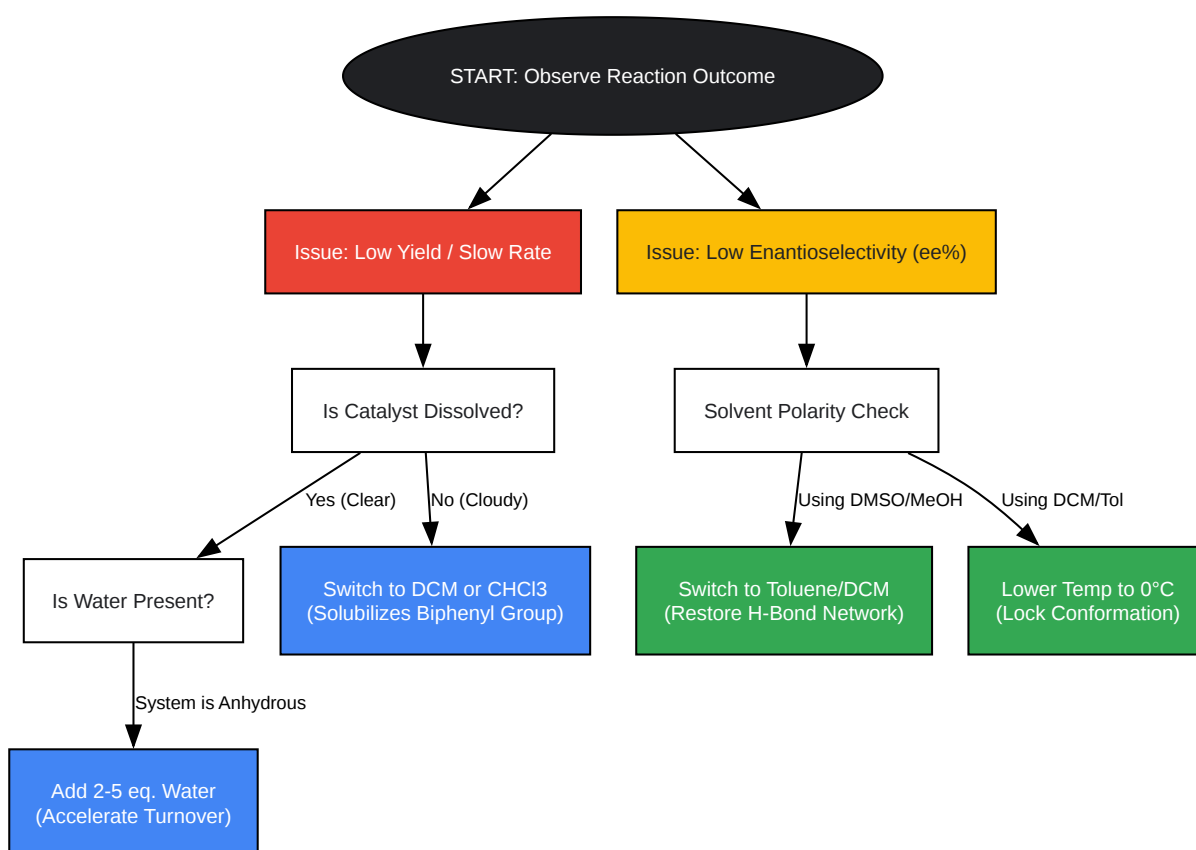 START: Observe Reaction Outcome
Issue: Low Yield / Slow Rate
Issue: Low Enantioselectivity (ee%)
Is Catalyst Dissolved?
Solvent Polarity Check
Yes (Clear)
No (Cloudy)
Using DMSO/MeOH
Using DCM/Tol
Is Water Present?
Switch to DCM or CHCl3
(Solubilizes Biphenyl Group)
Switch to Toluene/DCM
(Restore H-Bond Network)
Lower Temp to 0°C
(Lock Conformation)
System is Anhydrous
Add 2-5 eq. Water
(Accelerate Turnover)